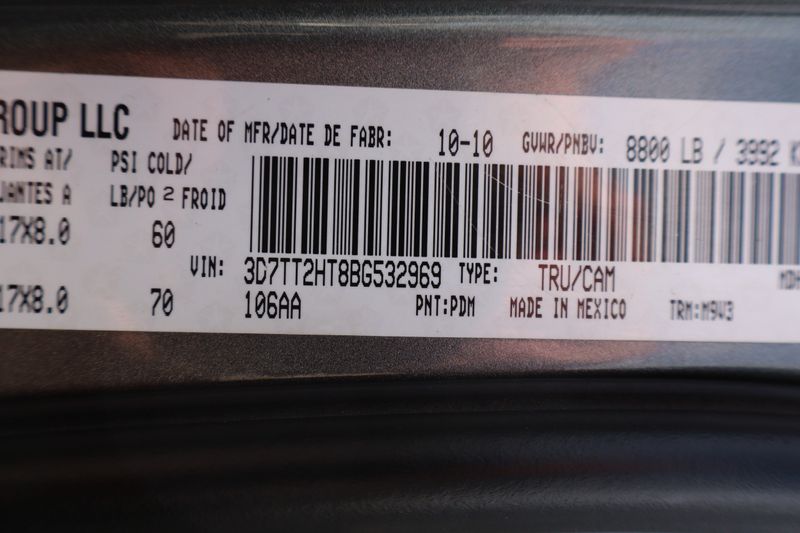 ROUP LLC
DATE OF MFR/DATE DE FABR: 10-10 GVWR/PNBV: 8800 LB / 3992 K
RIMS AT/ PSI COLD/
JANTES A LB/PO 2 FROID
17X8.0 60
VIN: 3D7TT2HT8BG532969 TYPE: TRU/CAM MDH
17X8.0 70 106AA PNT:PDM MADE IN MEXICO TRM:M9W3